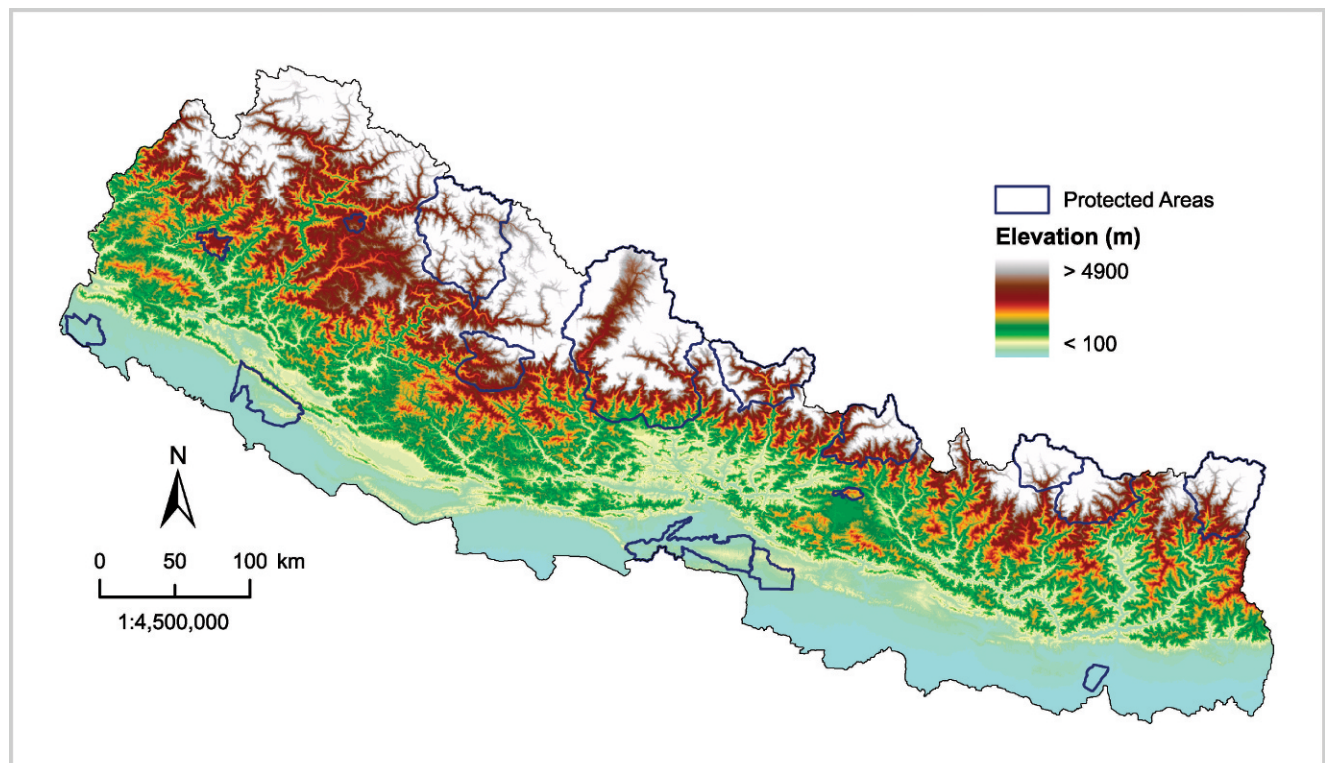 Protected Areas
Elevation (m)
> 4900
< 100
N
0 50 100 km
1:4,500,000